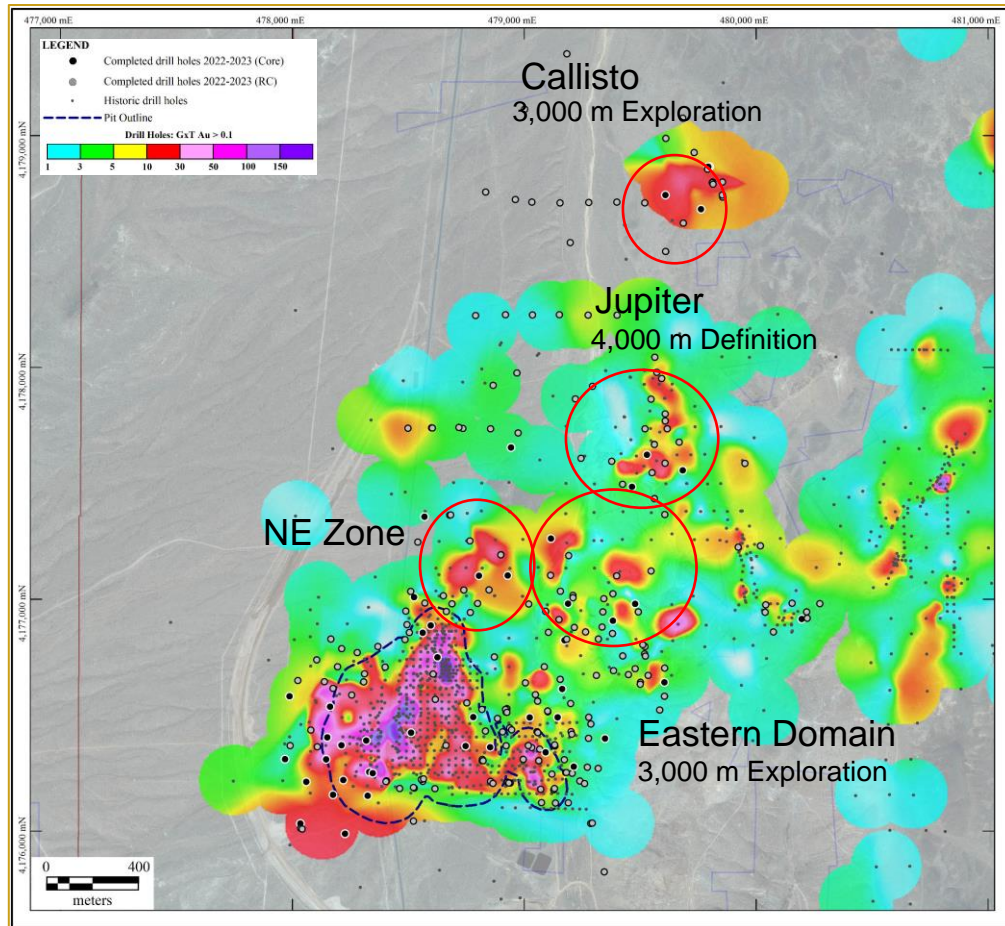 477,000 mE
478,000 mE
479,000 mE
480,000 mE
481,000 mE
4,179,000 mN
4,178,000 mN
4,177,000 mN
4,176,000 mN
LEGEND
Completed drill holes 2022-2023 (Core)
Completed drill holes 2022-2023 (RC)
Historic drill holes
Pit Outline
Drill Holes: GxT Au > 0.1
1 3 5 10 30 50 100 150
Callisto
3,000 m Exploration
Jupiter
4,000 m Definition
NE Zone
Eastern Domain
3,000 m Exploration
0 400
meters